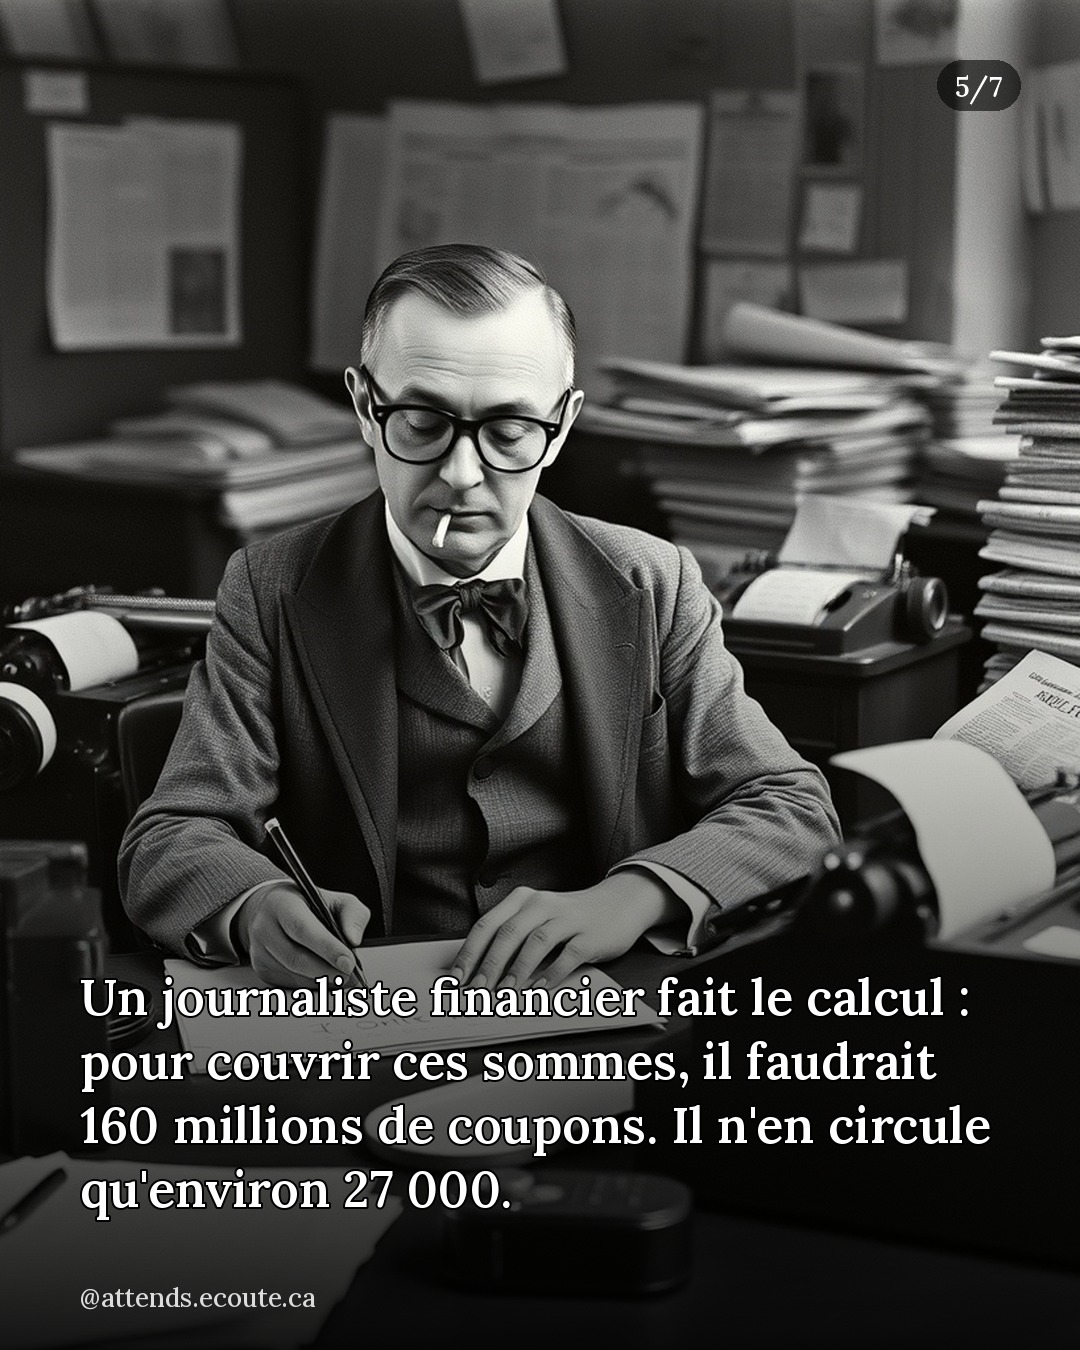 5/7
Un journaliste financier fait le calcul :
pour couvrir ces sommes, il faudrait
160 millions de coupons. Il n'en circule
qu'environ 27 000.
@attends.ecoute.ca